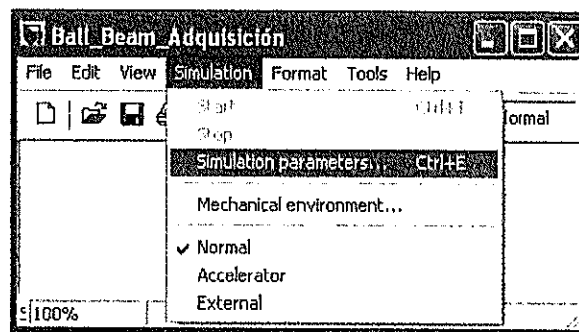 Ball_Beam_Adquisición
File Edit View Simulation Format Tools Help
Start Ctrl+T
Stop
ormal
Simulation parameters... Ctrl+E
Mechanical environment...
Normal
Accelerator
External
100%